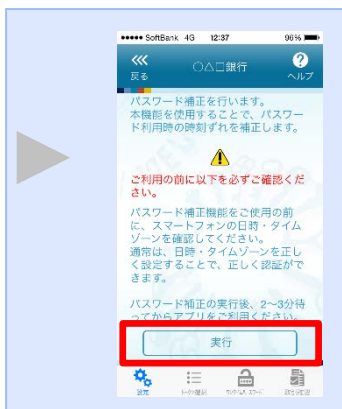 SoftBank 4G 12:37 96%
戻る
○△□銀行
ヘルプ
パスワード補正を行います。
本機能を使用することで、パスワー
ド利用時の時刻ずれを補正します。
ご利用の前に以下を必ずご確認くだ
さい。
パスワード補正機能をご使用の前
に、スマートフォンの日時・タイム
ゾーンを確認してください。
通常は、日時・タイムゾーンを正し
く設定することで、正しく認証がで
きます。
パスワード補正の実行後、2~3分待
ってからアプリをご利用ください。
実行
設定